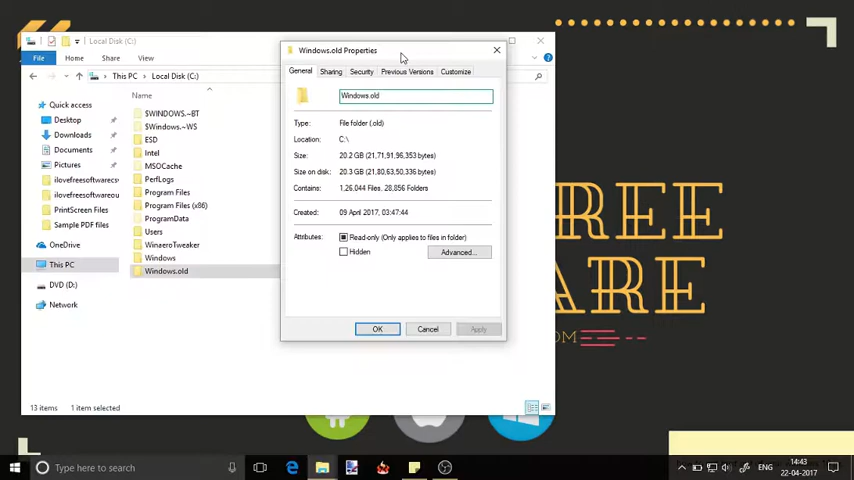 Local Disk (C:)
File
Home
Share
View
This PC
Local Disk (C:)
Quick access
Desktop
Downloads
Documents
Pictures
ilovefreesoftwarecs
ilovefreesoftwareou
PrintScreen Files
Sample PDF files
OneDrive
This PC
DVD (D:)
Network
Name
$WINDOWS.~BT
$Windows.~WS
ESD
Intel
MSOCache
PerfLogs
Program Files
Program Files (x86)
ProgramData
Users
WinaeroTweaker
Windows
Windows.old
13 items
1 item selected
Windows.old Properties
General
Sharing
Security
Previous Versions
Customize
Windows.old
Type: File folder (.old)
Location: C:\
Size: 20.2 GB (21,71,91,96,353 bytes)
Size on disk: 20.3 GB (21,80,63,50,336 bytes)
Contains: 1,26,044 Files, 28,856 Folders
Created: 09 April 2017, 03:47:44
Attributes: Read-only (Only applies to files in folder)
Hidden
Advanced...
OK
Cancel
Apply
REE
ARE
OM
Type here to search
ENG
14:43
22-04-2017